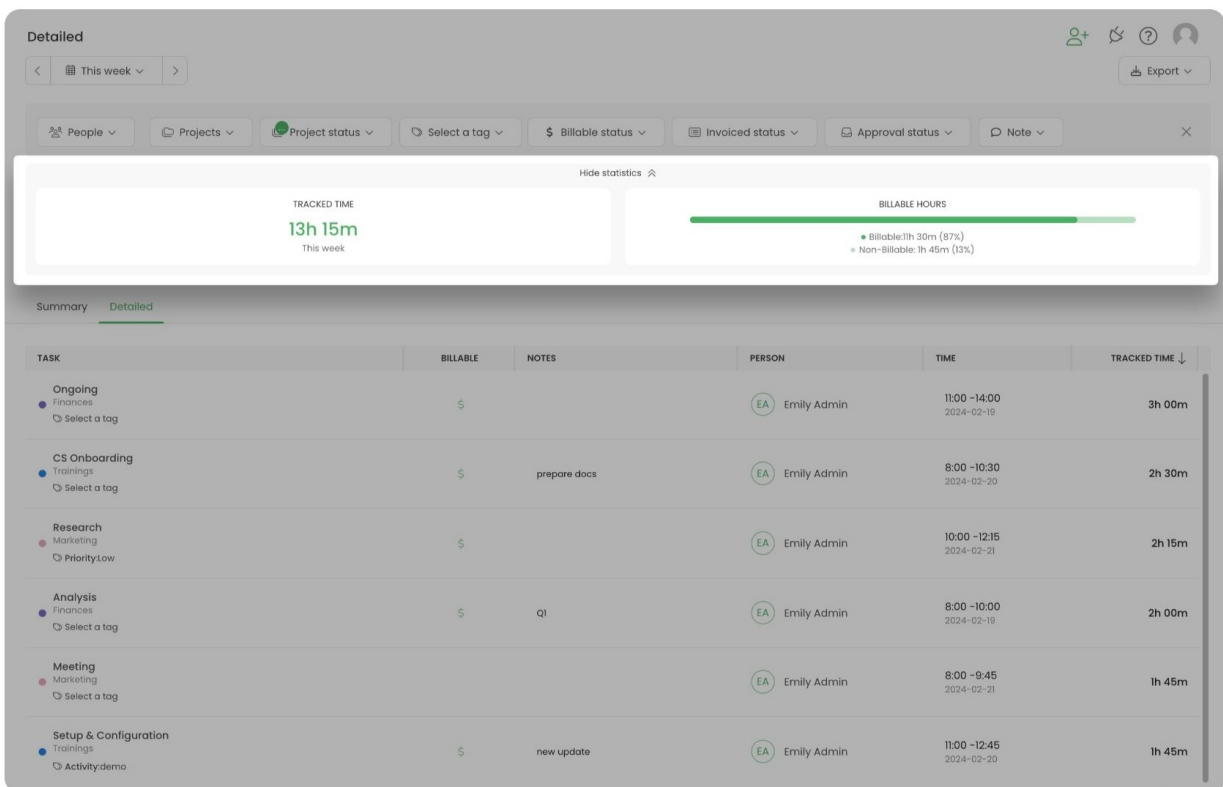 Detailed
This week
Export
People Projects Project status Select a tag $ Billable status Invoiced status Approval status Note
Hide statistics
TRACKED TIME
13h 15m
This week
BILLABLE HOURS
Billable:11h 30m (87%)
Non-Billable: 1h 45m (13%)
Summary Detailed
TASK BILLABLE NOTES PERSON TIME TRACKED TIME ↓
Ongoing
Finances
Select a tag
$ EA Emily Admin
11:00 -14:00
2024-02-19
3h 00m
CS Onboarding
Trainings
Select a tag
$ prepare docs EA Emily Admin
8:00 -10:30
2024-02-20
2h 30m
Research
Marketing
Priority:Low
$ EA Emily Admin
10:00 -12:15
2024-02-21
2h 15m
Analysis
Finances
Select a tag
$ Q1 EA Emily Admin
8:00 -10:00
2024-02-19
2h 00m
Meeting
Marketing
Select a tag
EA Emily Admin
8:00 -9:45
2024-02-21
1h 45m
Setup & Configuration
Trainings
Activity:demo
$ new update EA Emily Admin
11:00 -12:45
2024-02-20
1h 45m